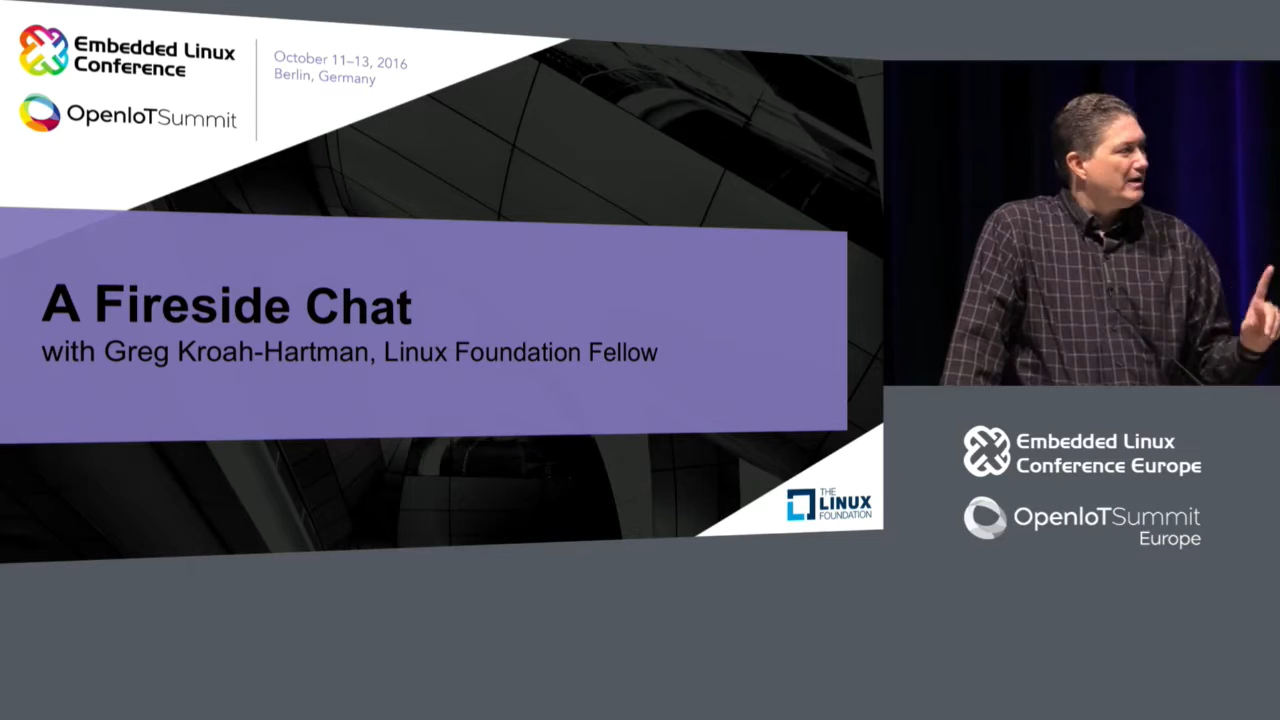 Embedded Linux
Conference
OpenIoTSummit
October 11–13, 2016
Berlin, Germany
A Fireside Chat
with Greg Kroah-Hartman, Linux Foundation Fellow
THE
LINUX
FOUNDATION
Embedded Linux
Conference Europe
OpenIoTSummit
Europe